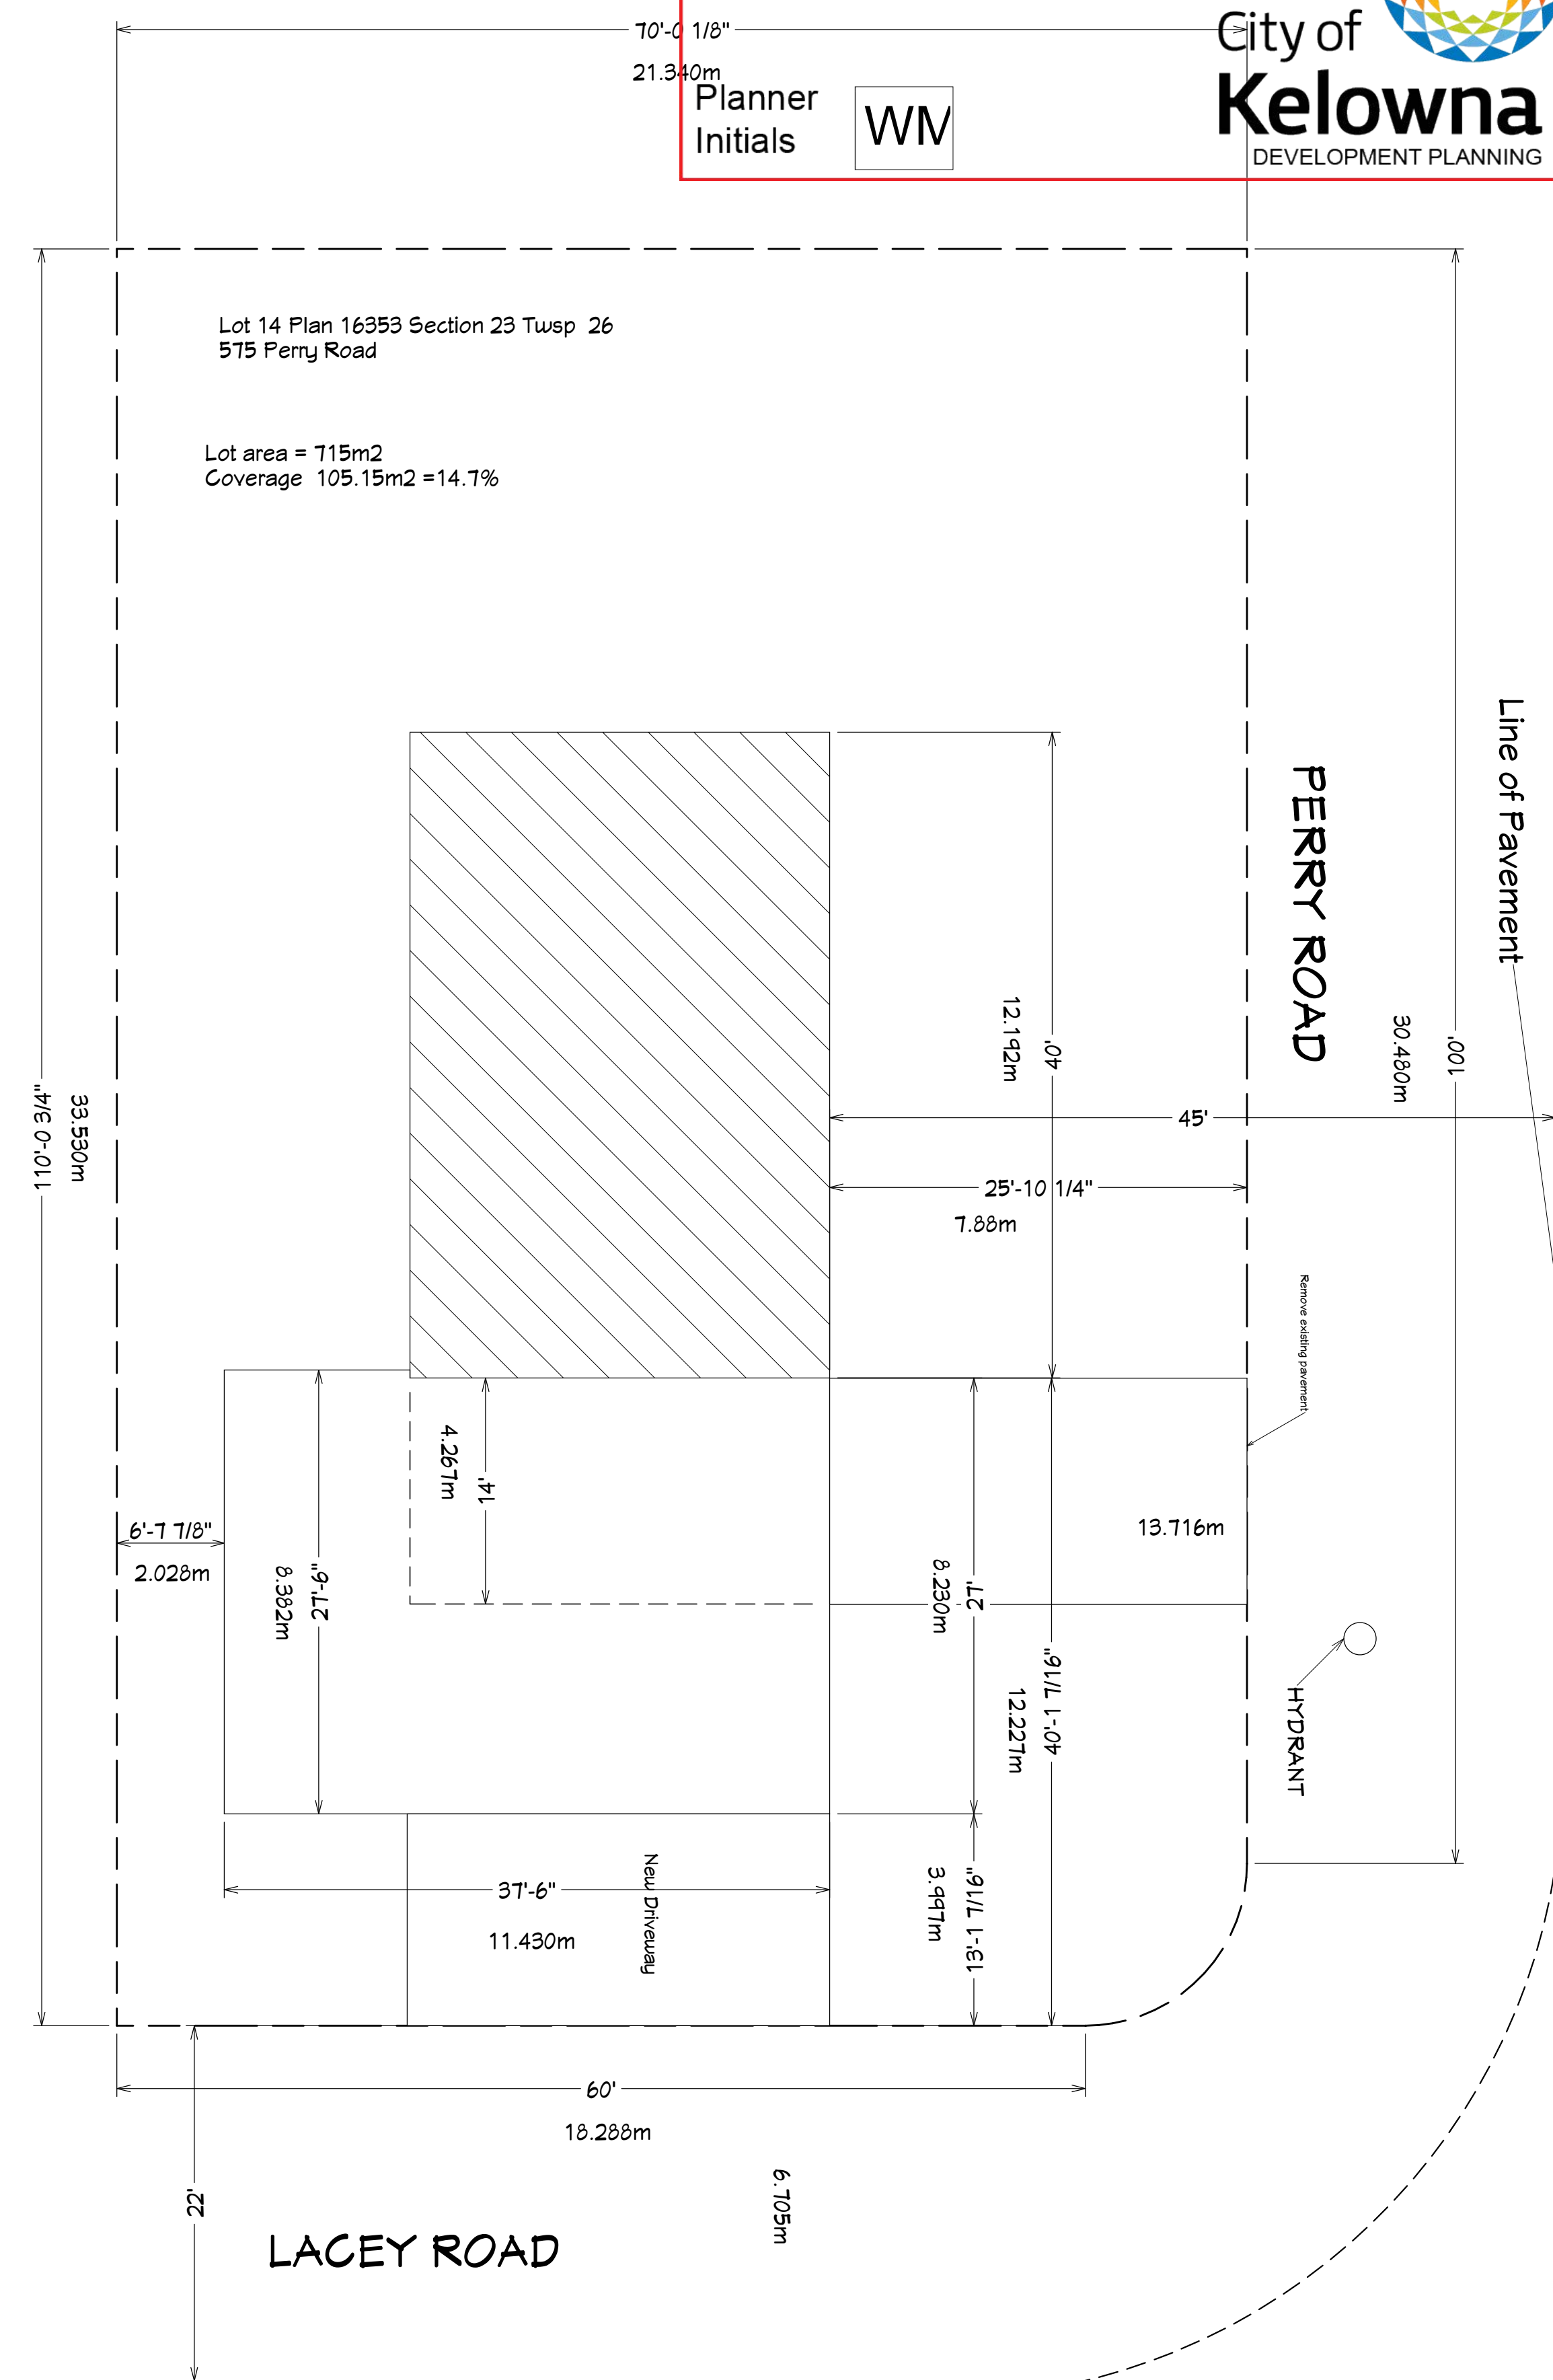 70'-0 1/8"
21.340m
Planner
Initials
WM
City of
Kelowna
DEVELOPMENT PLANNING
Lot 14 Plan 16353 Section 23 Twsp 26
575 Perry Road
Lot area = 715m2
Coverage 105.15m2 =14.7%
Line of Pavement
PERRY ROAD
12.192m
40'
30.480m
100'
110'-0 3/4"
33.530m
45'
25'-10 1/4"
7.88m
Remove existing pavement
4.267m
14'
13.716m
6'-7 7/8"
2.028m
8.382m
27'-6"
8.230m
27'
40'-1 7/16"
12.227m
HYDRANT
New Driveway
37'-6"
11.430m
3.997m
13'-1 7/16"
60'
18.288m
6.705m
22'
LACEY ROAD